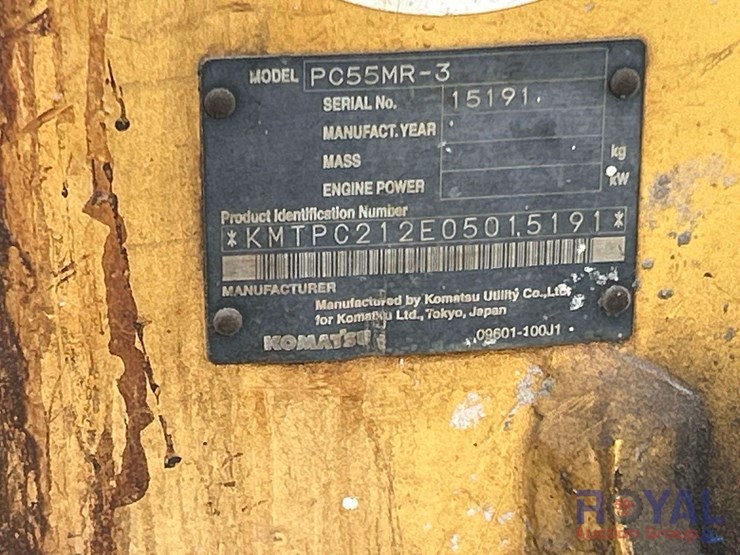 MODEL PC55MR-3
SERIAL No. 15191
MANUFACT. YEAR
MASS kg
ENGINE POWER kW
Product Identification Number
*KMTPC212E05015191*
MANUFACTURER
Manufactured by Komatsu Utility Co., Ltd.
for Komatsu Ltd., Tokyo, Japan
KOMATSU 09601-100J1
ROYAL